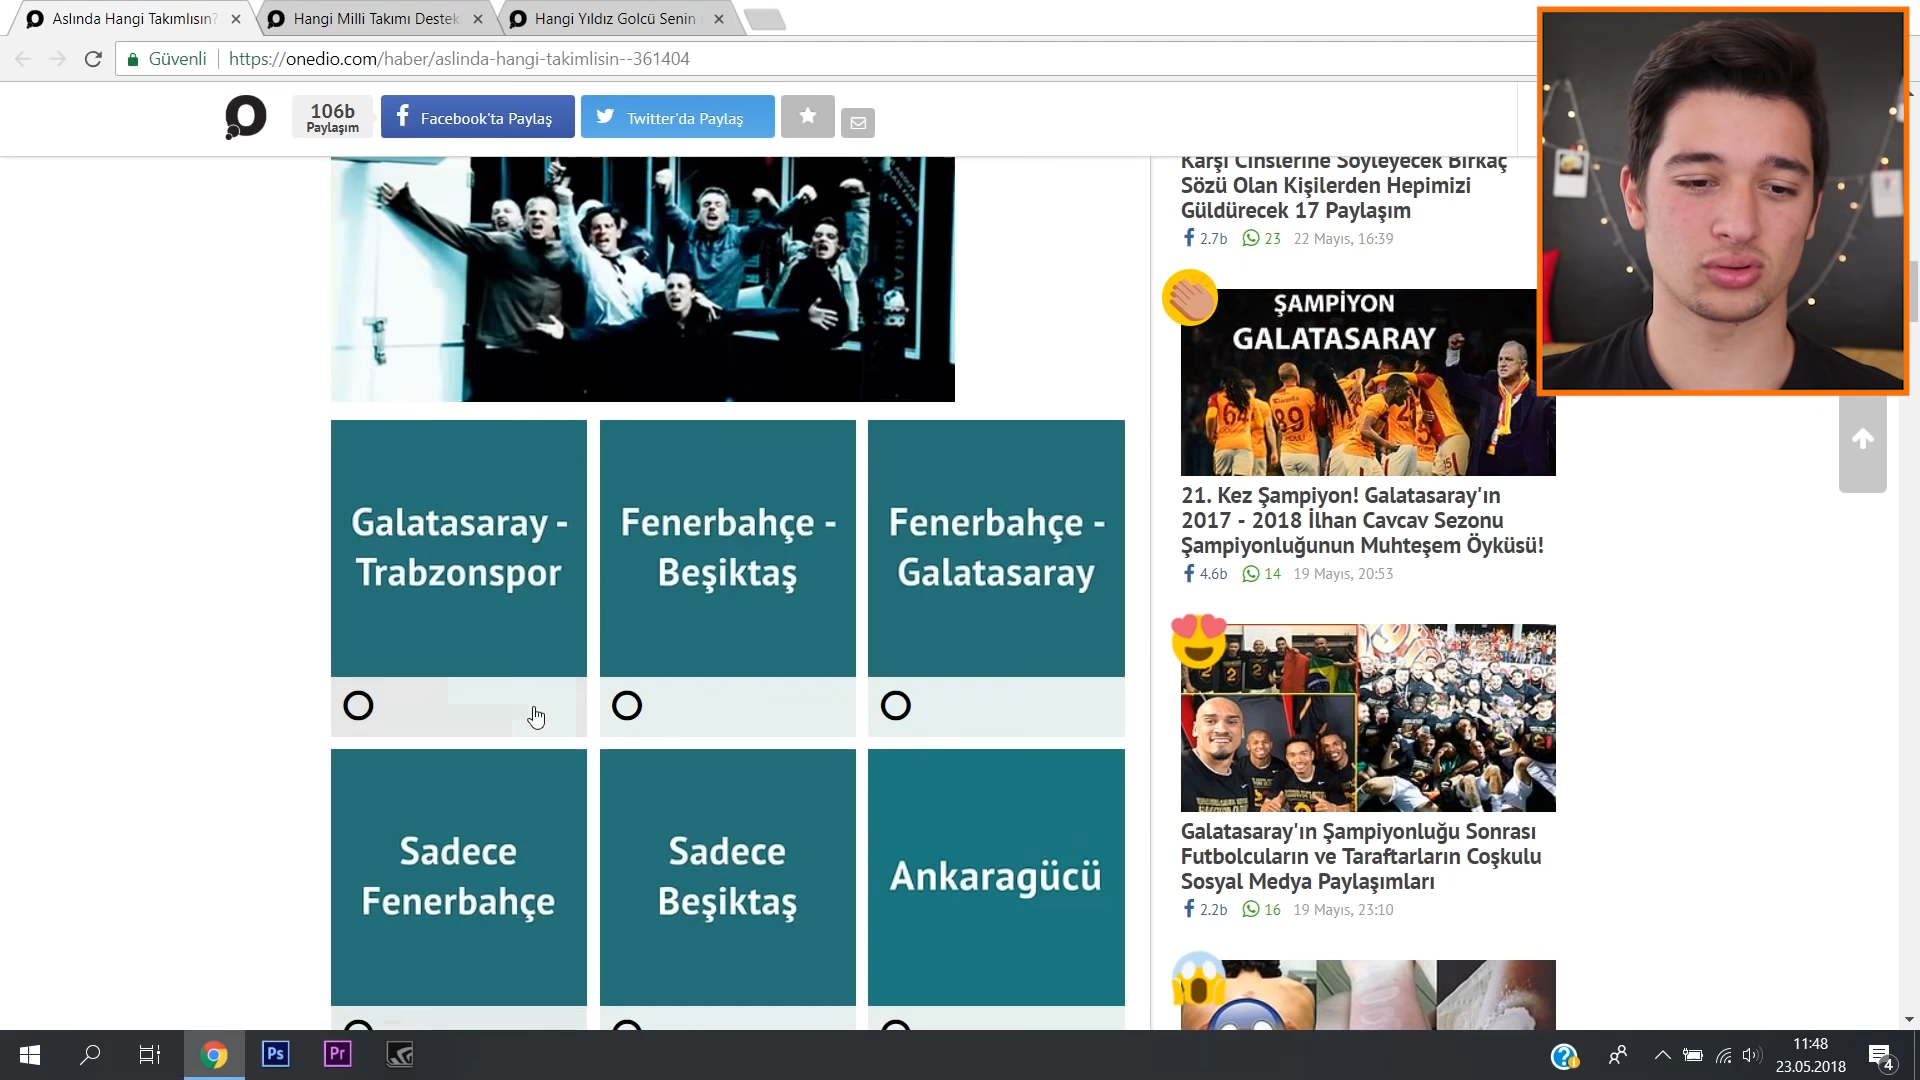 Aslında Hangi Takımlısın?
Hangi Milli Takımı Destek
Hangi Yıldız Golcü Senin
Güvenli
https://onedio.com/haber/aslinda-hangi-takimlisin--361404
106b
Paylaşım
Facebook'ta Paylaş
Twitter'da Paylaş
Karşı Cinslerine Söyleyecek Birkaç
Sözü Olan Kişilerden Hepimizi
Güldürecek 17 Paylaşım
2.7b 23 22 Mayıs, 16:39
ŞAMPİYON
GALATASARAY
21. Kez Şampiyon! Galatasaray'ın
2017 - 2018 İlhan Cavcav Sezonu
Şampiyonluğunun Muhteşem Öyküsü!
4.6b 14 19 Mayıs, 20:53
Galatasaray'ın Şampiyonluğu Sonrası
Futbolcuların ve Taraftarların Coşkulu
Sosyal Medya Paylaşımları
2.2b 16 19 Mayıs, 23:10
Galatasaray -
Trabzonspor
Fenerbahçe -
Beşiktaş
Fenerbahçe -
Galatasaray
Sadece
Fenerbahçe
Sadece
Beşiktaş
Ankaragücü
Ps
Pr
11:48
23.05.2018
4